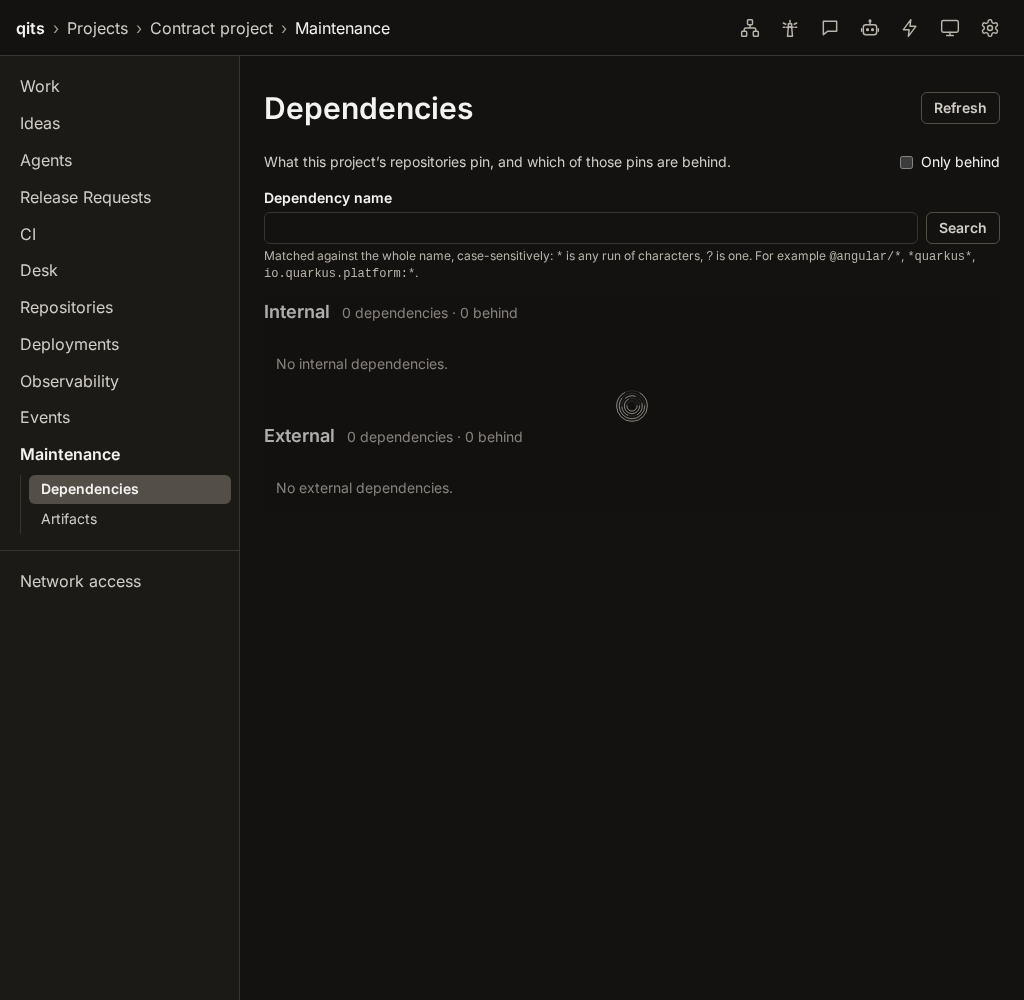 qits › Projects › Contract project › Maintenance
Work
Ideas
Agents
Release Requests
CI
Desk
Repositories
Deployments
Observability
Events
Maintenance
Dependencies
Artifacts
Network access
Dependencies
Refresh
What this project’s repositories pin, and which of those pins are behind.
Only behind
Dependency name
Search
Matched against the whole name, case-sensitively: * is any run of characters, ? is one. For example @angular/*, *quarkus*,
io.quarkus.platform:*.
Internal 0 dependencies · 0 behind
No internal dependencies.
External 0 dependencies · 0 behind
No external dependencies.